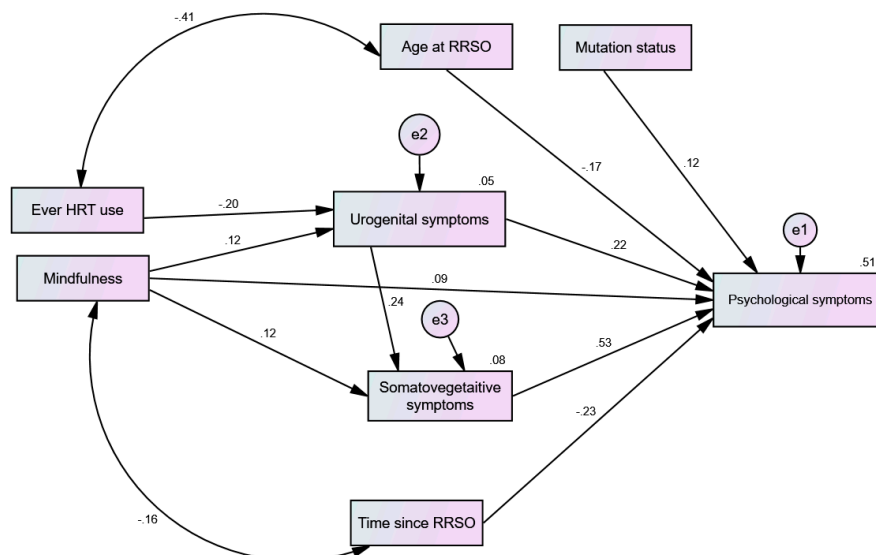 -.41
Age at RRSO
Mutation status
e2
-.17
.12
.05
Ever HRT use
-.20
Urogenital symptoms
e1
.12
.22
.51
Mindfulness
.09
Psychological symptoms
.24
e3
.12
.08
.53
Somatovegetaitive
symptoms
-.23
-.16
Time since RRSO